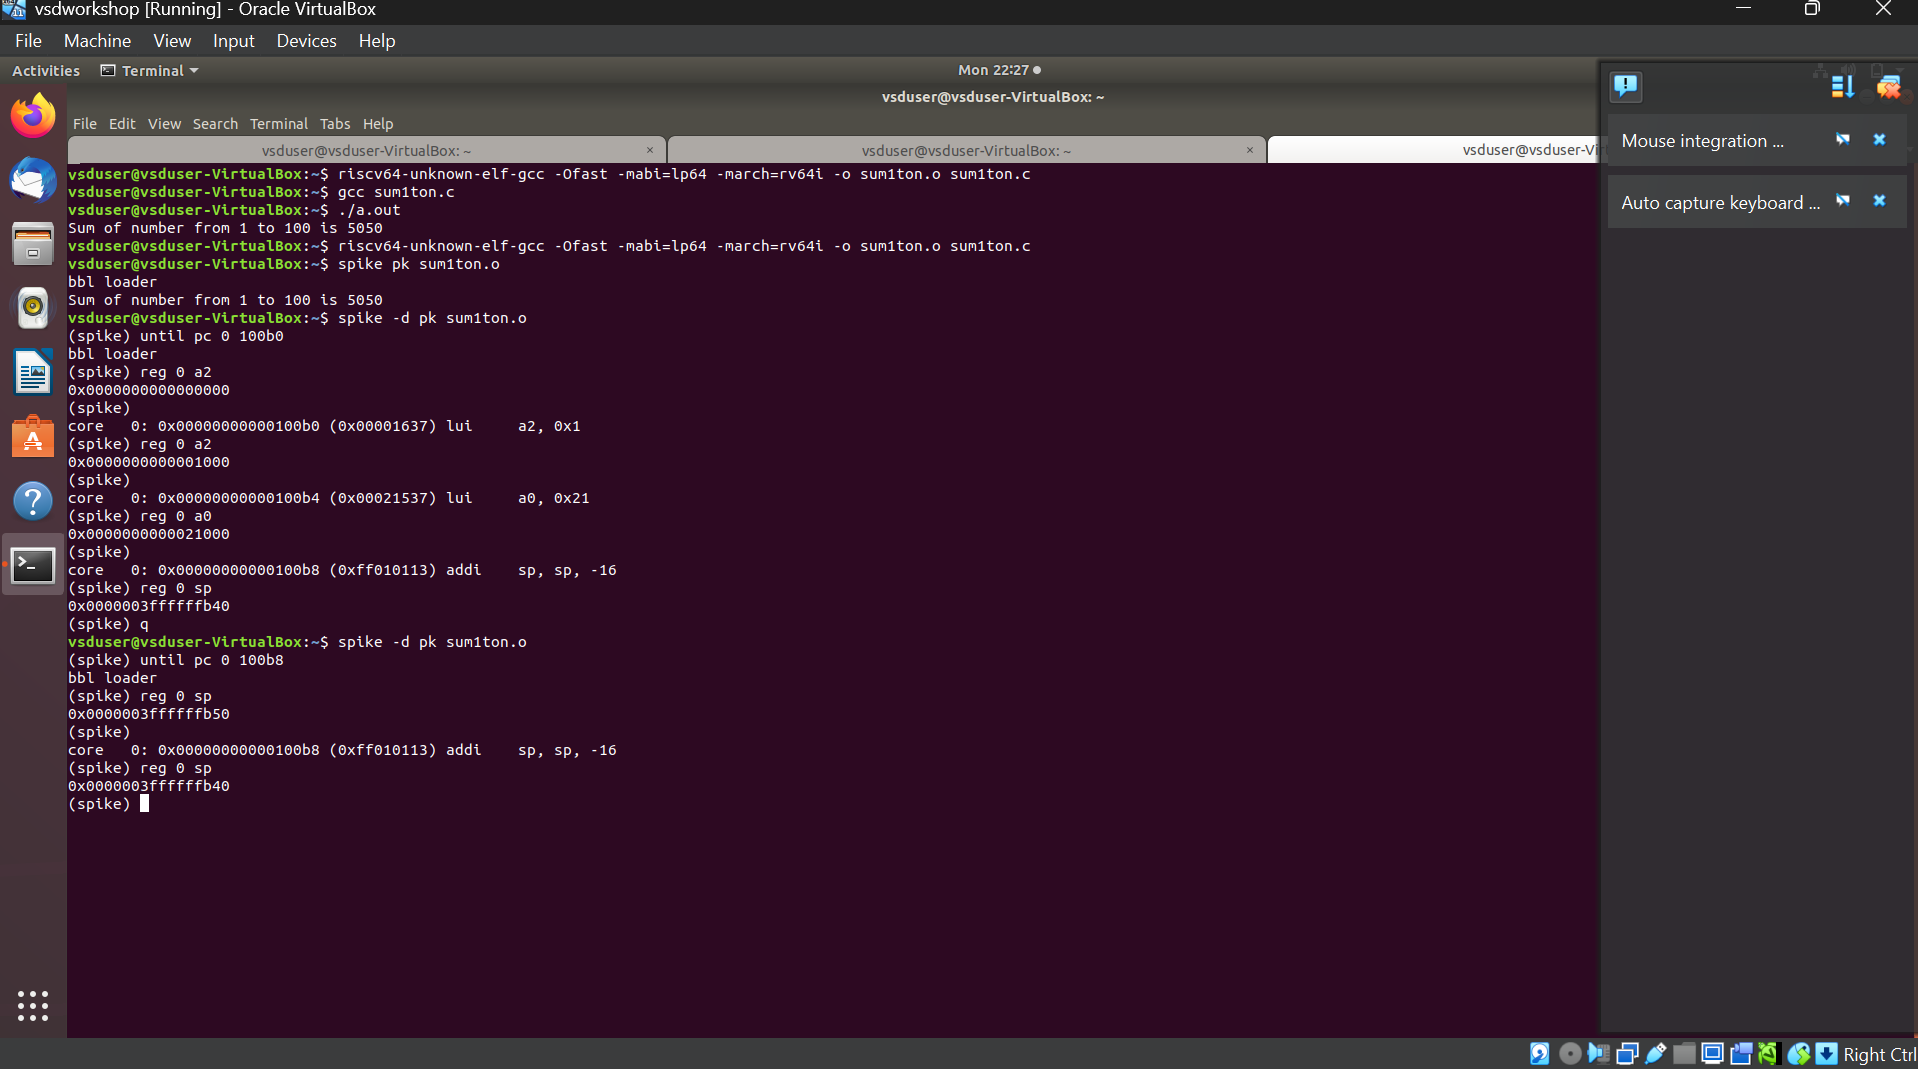 vsdworkshop [Running] - Oracle VirtualBox
File Machine View Input Devices Help
Activities Terminal Mon 22:27
vsduser@vsduser-VirtualBox: ~
File Edit View Search Terminal Tabs Help
vsduser@vsduser-VirtualBox: ~ × vsduser@vsduser-VirtualBox: ~ × vsduser@vsduser-Vi
Mouse integration ...
Auto capture keyboard ...
vsduser@vsduser-VirtualBox:~$ riscv64-unknown-elf-gcc -Ofast -mabi=lp64 -march=rv64i -o sum1ton.o sum1ton.c
vsduser@vsduser-VirtualBox:~$ gcc sum1ton.c
vsduser@vsduser-VirtualBox:~$ ./a.out
Sum of number from 1 to 100 is 5050
vsduser@vsduser-VirtualBox:~$ riscv64-unknown-elf-gcc -Ofast -mabi=lp64 -march=rv64i -o sum1ton.o sum1ton.c
vsduser@vsduser-VirtualBox:~$ spike pk sum1ton.o
bbl loader
Sum of number from 1 to 100 is 5050
vsduser@vsduser-VirtualBox:~$ spike -d pk sum1ton.o
(spike) until pc 0 100b0
bbl loader
(spike) reg 0 a2
0x0000000000000000
(spike)
core   0: 0x00000000000100b0 (0x00001637) lui     a2, 0x1
(spike) reg 0 a2
0x0000000000001000
(spike)
core   0: 0x00000000000100b4 (0x00021537) lui     a0, 0x21
(spike) reg 0 a0
0x0000000000021000
(spike)
core   0: 0x00000000000100b8 (0xff010113) addi    sp, sp, -16
(spike) reg 0 sp
0x0000003ffffffb40
(spike) q
vsduser@vsduser-VirtualBox:~$ spike -d pk sum1ton.o
(spike) until pc 0 100b8
bbl loader
(spike) reg 0 sp
0x0000003ffffffb50
(spike)
core   0: 0x00000000000100b8 (0xff010113) addi    sp, sp, -16
(spike) reg 0 sp
0x0000003ffffffb40
(spike)
Right Ctrl